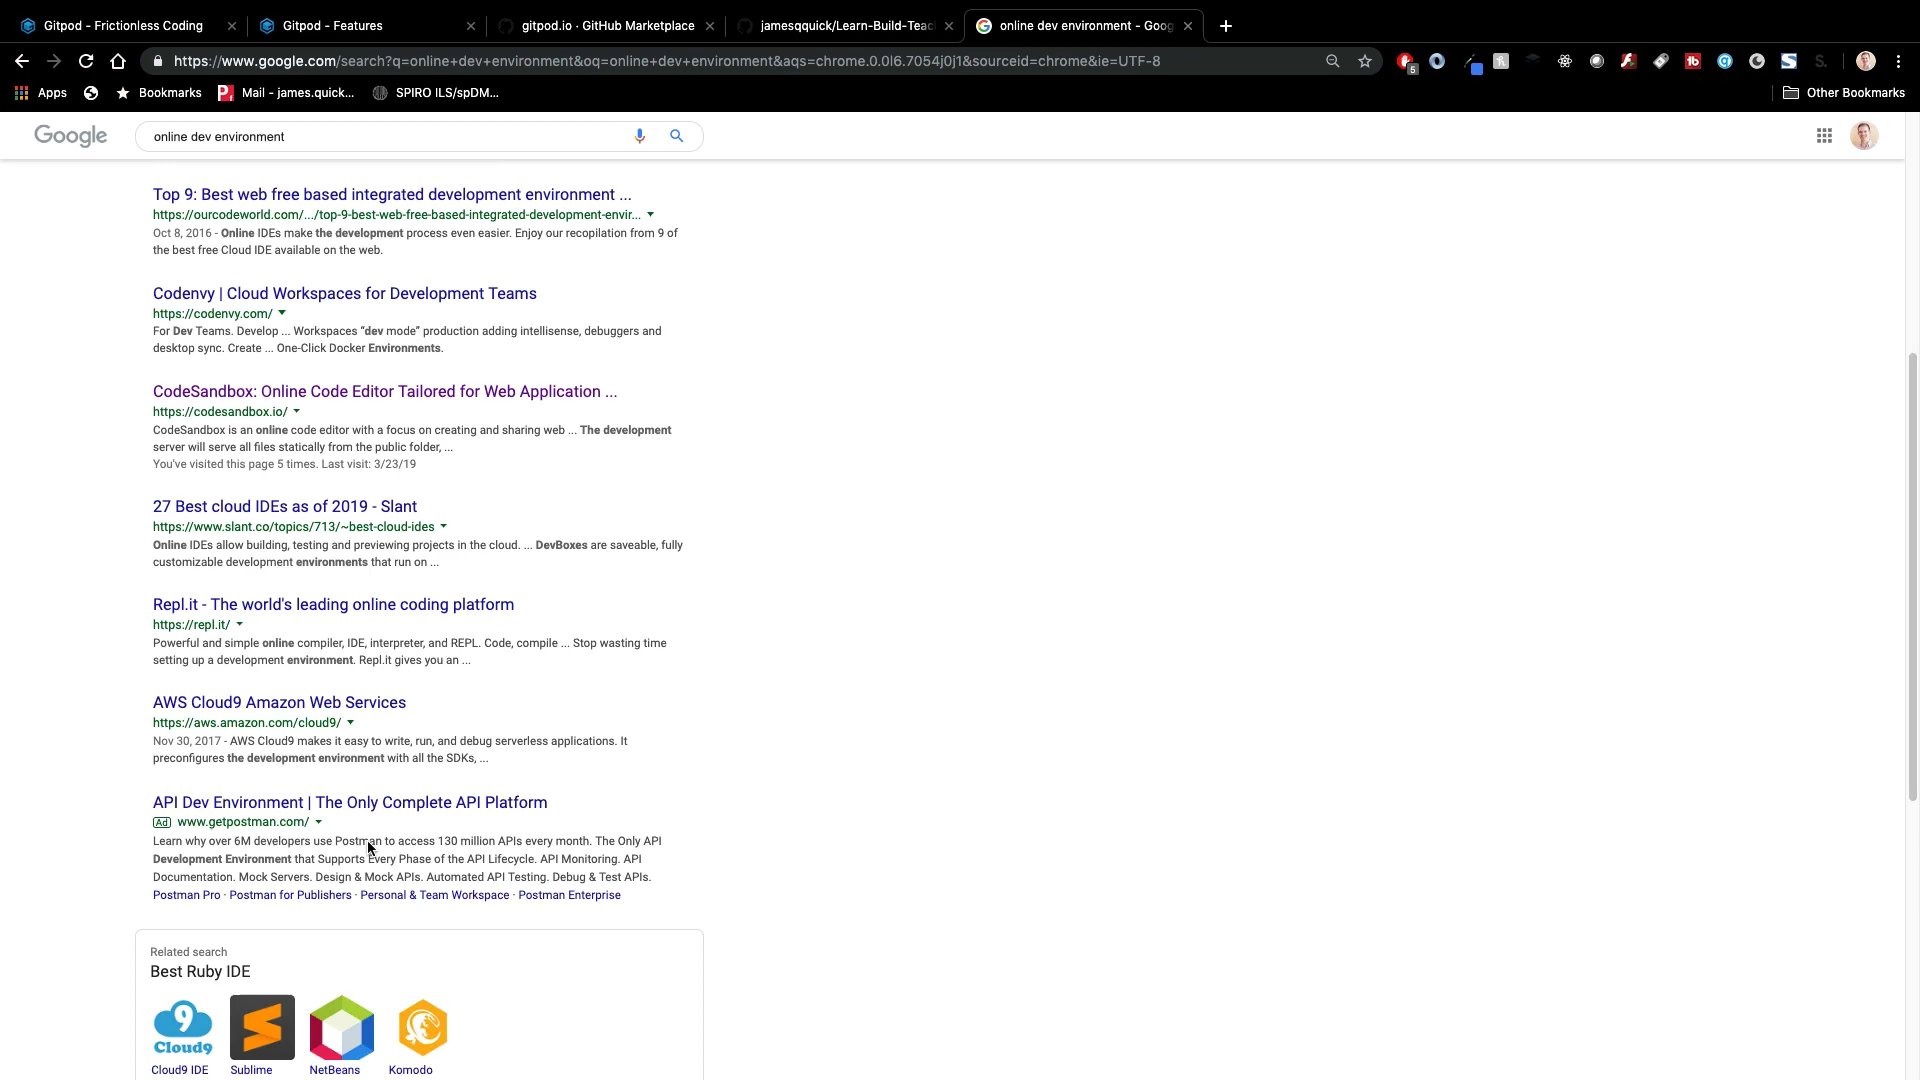 Gitpod - Frictionless Coding
Gitpod - Features
gitpod.io · GitHub Marketplace
jamesqquick/Learn-Build-Teac
online dev environment - Goog
https://www.google.com/search?q=online+dev+environment&oq=online+dev+environment&aqs=chrome.0.0l6.7054j0j1&sourceid=chrome&ie=UTF-8
5
Apps
Bookmarks
Mail - james.quick...
SPIRO ILS/spDM...
Other Bookmarks
Google
online dev environment
Top 9: Best web free based integrated development environment ...
https://ourcodeworld.com/.../top-9-best-web-free-based-integrated-development-envir...
Oct 8, 2016 - Online IDEs make the development process even easier. Enjoy our recopilation from 9 of
the best free Cloud IDE available on the web.
Codenvy | Cloud Workspaces for Development Teams
https://codenvy.com/
For Dev Teams. Develop ... Workspaces “dev mode” production adding intellisense, debuggers and
desktop sync. Create ... One-Click Docker Environments.
CodeSandbox: Online Code Editor Tailored for Web Application ...
https://codesandbox.io/
CodeSandbox is an online code editor with a focus on creating and sharing web ... The development
server will serve all files statically from the public folder, ...
You've visited this page 5 times. Last visit: 3/23/19
27 Best cloud IDEs as of 2019 - Slant
https://www.slant.co/topics/713/~best-cloud-ides
Online IDEs allow building, testing and previewing projects in the cloud. ... DevBoxes are saveable, fully
customizable development environments that run on ...
Repl.it - The world's leading online coding platform
https://repl.it/
Powerful and simple online compiler, IDE, interpreter, and REPL. Code, compile ... Stop wasting time
setting up a development environment. Repl.it gives you an ...
AWS Cloud9 Amazon Web Services
https://aws.amazon.com/cloud9/
Nov 30, 2017 - AWS Cloud9 makes it easy to write, run, and debug serverless applications. It
preconfigures the development environment with all the SDKs, ...
API Dev Environment | The Only Complete API Platform
Ad www.getpostman.com/
Learn why over 6M developers use Postman to access 130 million APIs every month. The Only API
Development Environment that Supports Every Phase of the API Lifecycle. API Monitoring. API
Documentation. Mock Servers. Design & Mock APIs. Automated API Testing. Debug & Test APIs.
Postman Pro · Postman for Publishers · Personal & Team Workspace · Postman Enterprise
Related search
Best Ruby IDE
9
Cloud9
Cloud9 IDE
Sublime
NetBeans
Komodo